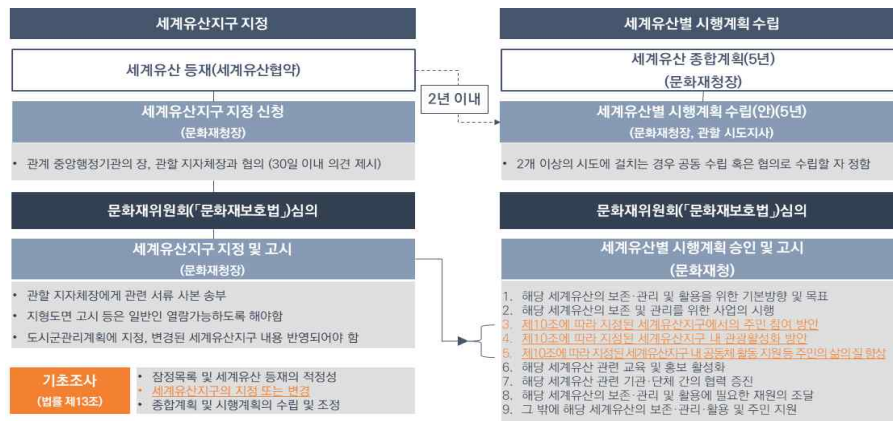 세계유산지구 지정
세계유산 등재(세계유산협약)
세계유산지구 지정 신청
(문화재청장)
• 관계 중앙행정기관의 장, 관할 지자체장과 협의 (30일 이내 의견 제시)
문화재위원회(「문화재보호법」)심의
세계유산지구 지정 및 고시
(문화재청장)
• 관할 지자체장에게 관련 서류 사본 송부
• 지형도면 고시 등은 일반인 열람가능하도록 해야함
• 도시군관리계획에 지정, 변경된 세계유산지구 내용 반영되어야 함
기초조사
(법률 제13조)
• 잠정목록 및 세계유산 등재의 적정성
• 세계유산지구의 지정 또는 변경
• 종합계획 및 시행계획의 수립 및 조정
2년 이내
세계유산별 시행계획 수립
세계유산 종합계획(5년)
(문화재청장)
세계유산별 시행계획 수립(안)(5년)
(문화재청장, 관할 시도지사)
• 2개 이상의 시도에 걸치는 경우 공동 수립 혹은 협의로 수립할 자 정함
문화재위원회(「문화재보호법」)심의
세계유산별 시행계획 승인 및 고시
(문화재청)
1. 해당 세계유산의 보존·관리 및 활용을 위한 기본방향 및 목표
2. 해당 세계유산의 보존 및 관리를 위한 사업의 시행
3. 제10조에 따라 지정된 세계유산지구에서의 주민 참여 방안
4. 제10조에 따라 지정된 세계유산지구 내 관광활성화 방안
5. 제10조에 따라 지정된 세계유산지구 내 공동체 활동 지원 등 주민의 삶의 질 향상
6. 해당 세계유산 관련 교육 및 홍보 활성화
7. 해당 세계유산 관련 기관·단체 간의 협력 증진
8. 해당 세계유산의 보존·관리 및 활용에 필요한 재원의 조달
9. 그 밖에 해당 세계유산의 보존·관리·활용 및 주민 지원